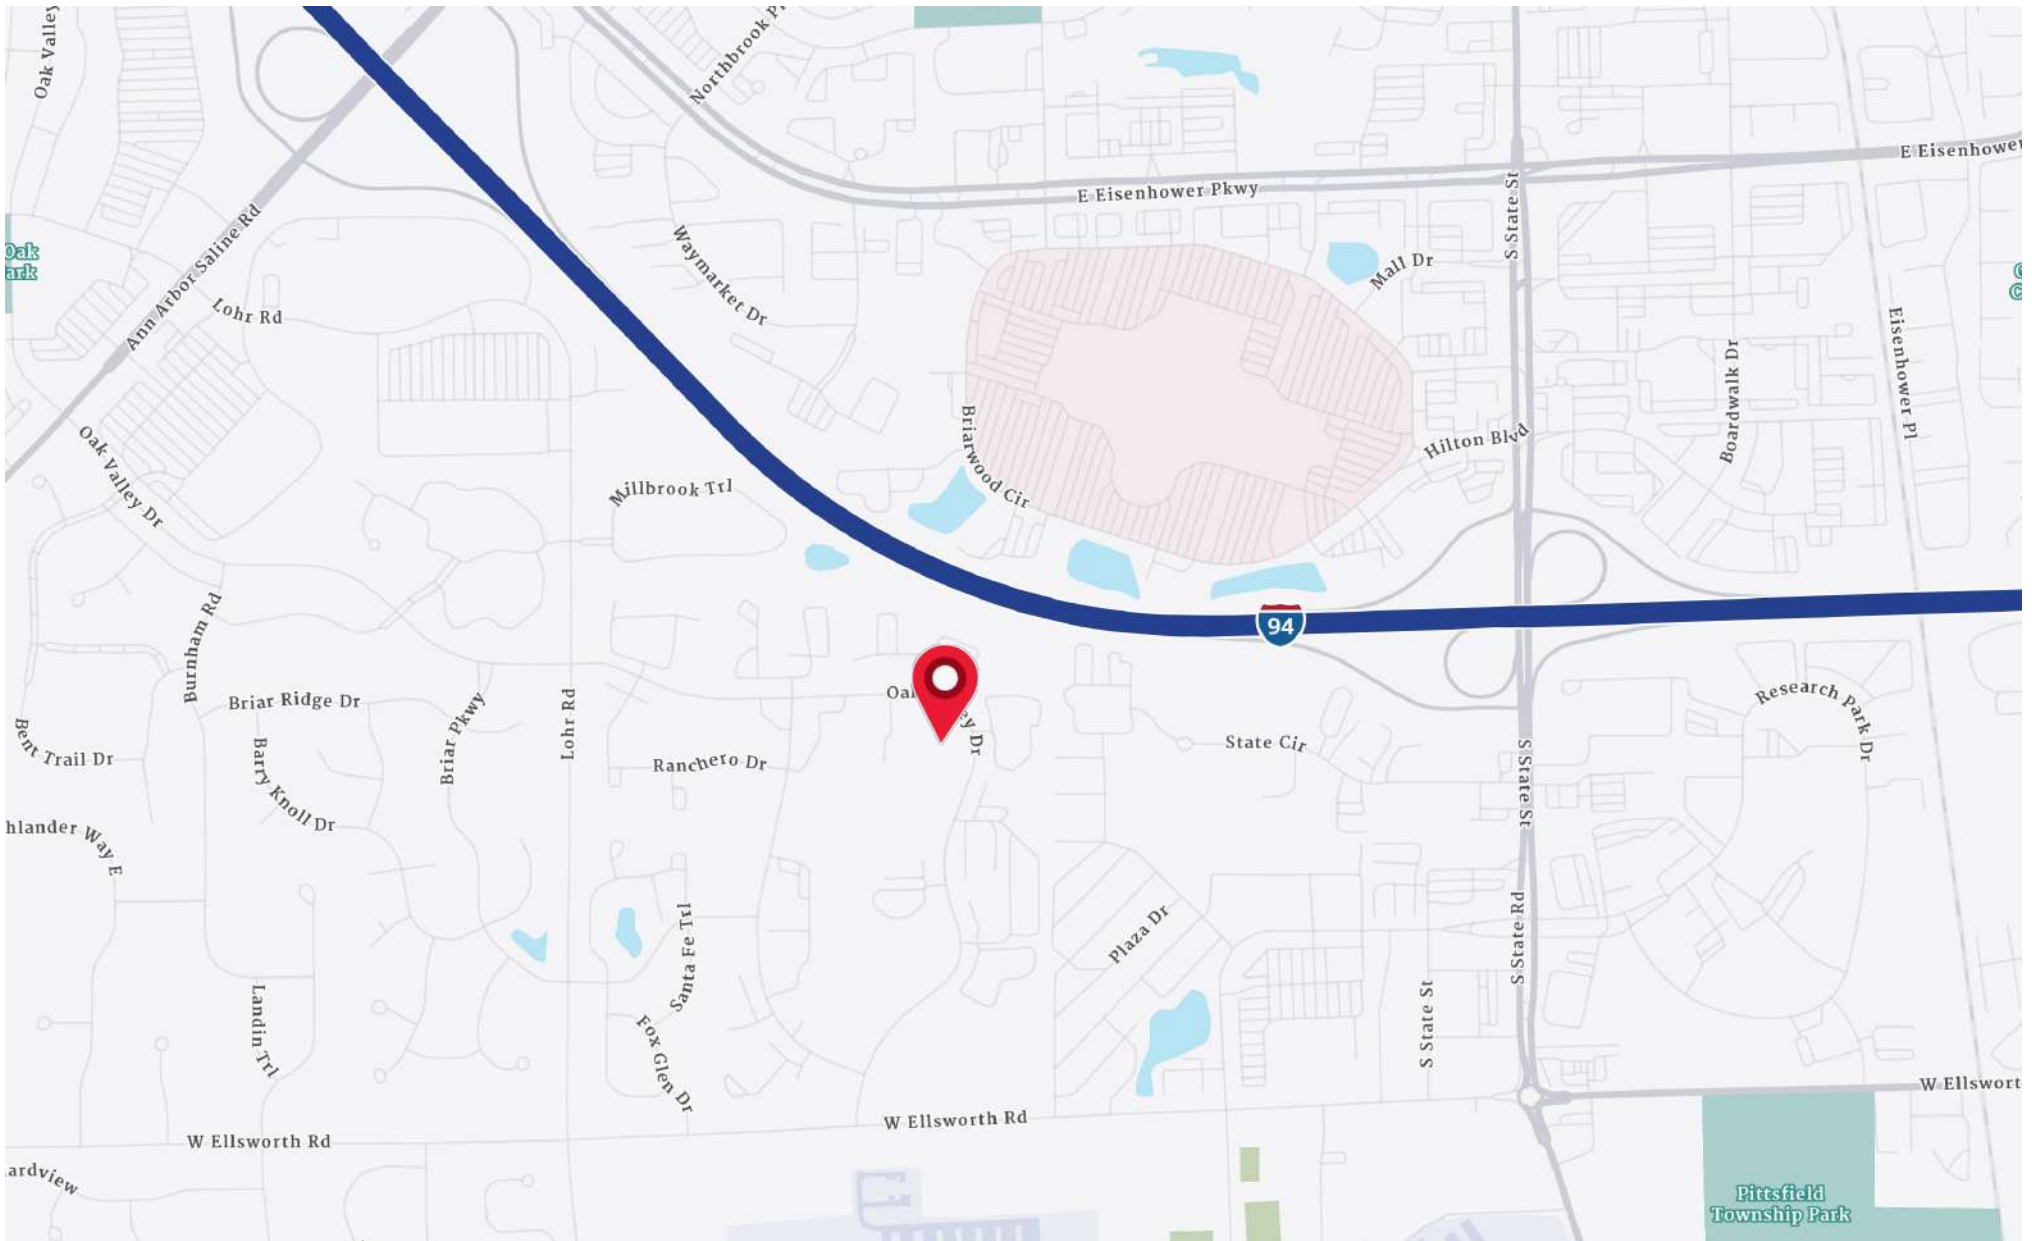 Oak Valley
Northbrook
E Eisenhower
E Eisenhower Pkwy
S State St
Ann Arbor Saline Rd
Waymarket Dr
Mall Dr
Oak
Lohr Rd
Boardwalk Dr
Eisenhower Pl
Briarwood Cir
Hilton Blvd
Oak Valley Dr
Millbrook Trl
94
Burnham Rd
Briar Ridge Dr
Briar Pkwy
Lohr Rd
Oa
ey Dr
Research Park Dr
Bent Trail Dr
Barry Knoll Dr
Ranchero Dr
State Cir
S State St
hlander Way E
Santa Fe Trl
Plaza Dr
S State Rd
Landin Trl
Fox Glen Dr
S State St
W Ellswort
W Ellsworth Rd
W Ellsworth Rd
ardview
Pittsfield
Township Park